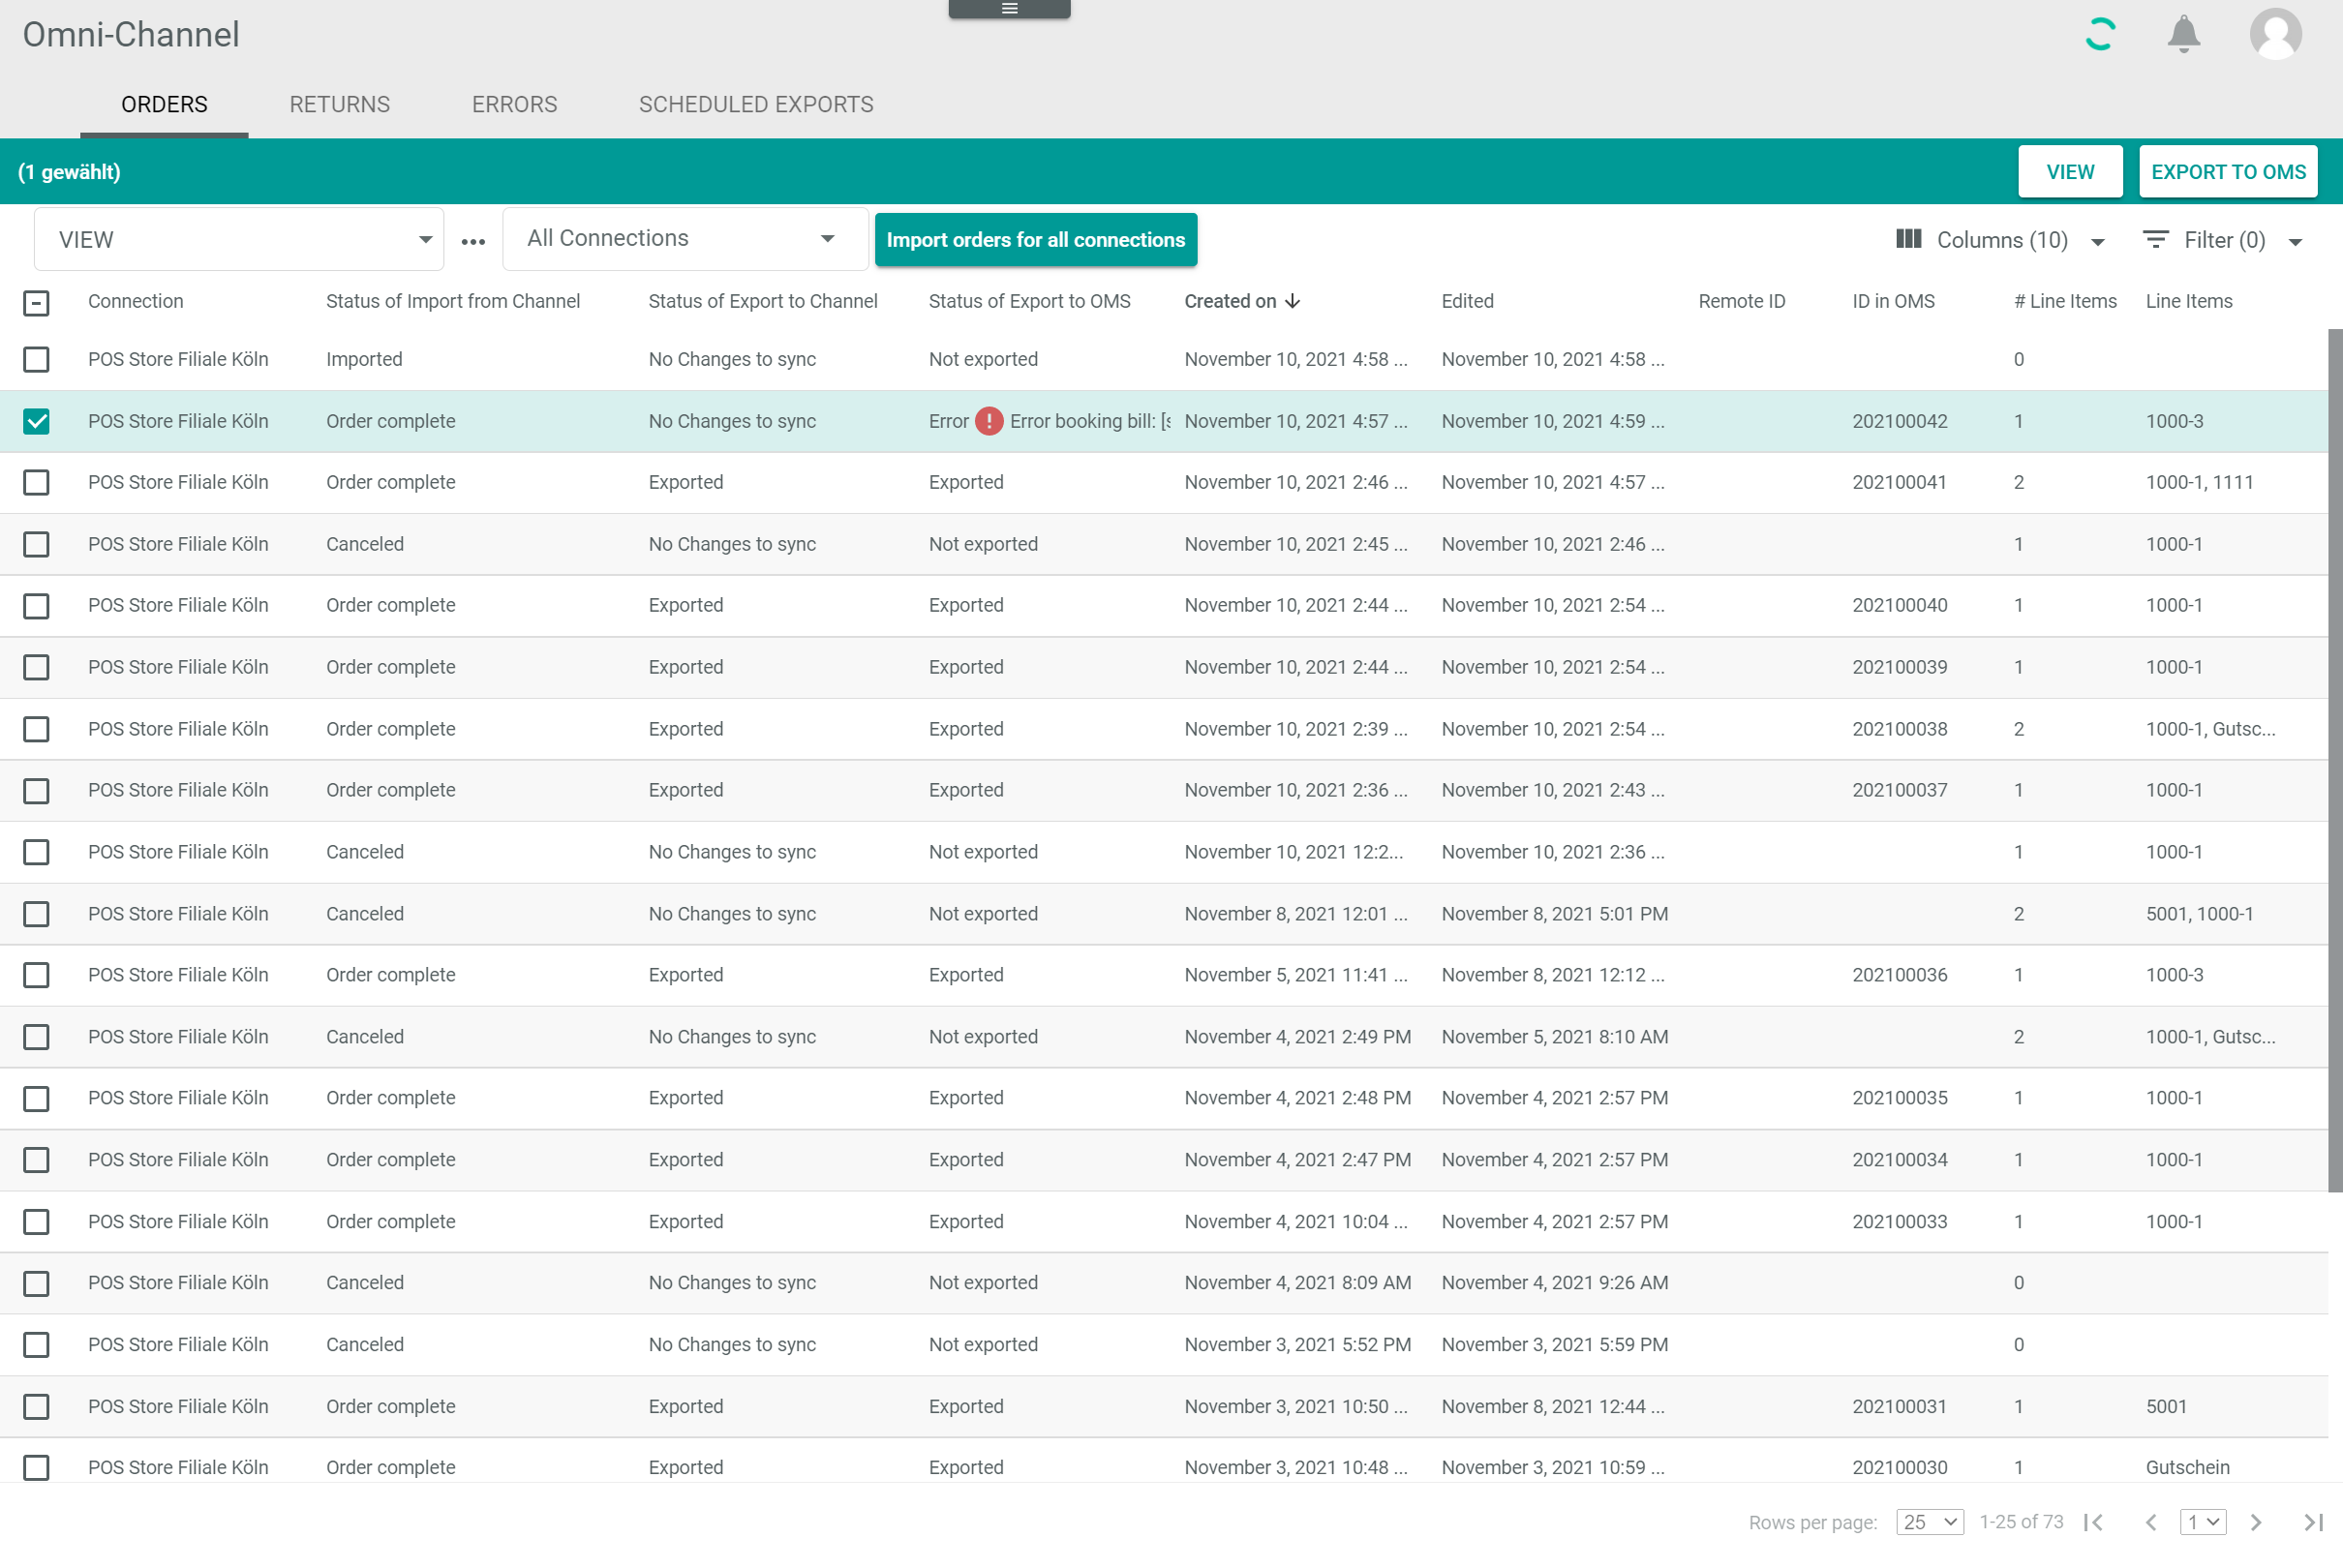 Omni-Channel
ORDERS RETURNS ERRORS SCHEDULED EXPORTS
(1 gewählt) VIEW EXPORT TO OMS
VIEW ... All Connections Import orders for all connections Columns (10) Filter (0)
Connection Status of Import from Channel Status of Export to Channel Status of Export to OMS Created on Edited Remote ID ID in OMS # Line Items Line Items
POS Store Filiale Köln Imported No Changes to sync Not exported November 10, 2021 4:58 ... November 10, 2021 4:58 ... 0
POS Store Filiale Köln Order complete No Changes to sync Error Error booking bill: [s November 10, 2021 4:57 ... November 10, 2021 4:59 ... 202100042 1 1000-3
POS Store Filiale Köln Order complete Exported Exported November 10, 2021 2:46 ... November 10, 2021 4:57 ... 202100041 2 1000-1, 1111
POS Store Filiale Köln Canceled No Changes to sync Not exported November 10, 2021 2:45 ... November 10, 2021 2:46 ... 1 1000-1
POS Store Filiale Köln Order complete Exported Exported November 10, 2021 2:44 ... November 10, 2021 2:54 ... 202100040 1 1000-1
POS Store Filiale Köln Order complete Exported Exported November 10, 2021 2:44 ... November 10, 2021 2:54 ... 202100039 1 1000-1
POS Store Filiale Köln Order complete Exported Exported November 10, 2021 2:39 ... November 10, 2021 2:54 ... 202100038 2 1000-1, Gutsc...
POS Store Filiale Köln Order complete Exported Exported November 10, 2021 2:36 ... November 10, 2021 2:43 ... 202100037 1 1000-1
POS Store Filiale Köln Canceled No Changes to sync Not exported November 10, 2021 12:2... November 10, 2021 2:36 ... 1 1000-1
POS Store Filiale Köln Canceled No Changes to sync Not exported November 8, 2021 12:01 ... November 8, 2021 5:01 PM 2 5001, 1000-1
POS Store Filiale Köln Order complete Exported Exported November 5, 2021 11:41 ... November 8, 2021 12:12 ... 202100036 1 1000-3
POS Store Filiale Köln Canceled No Changes to sync Not exported November 4, 2021 2:49 PM November 5, 2021 8:10 AM 2 1000-1, Gutsc...
POS Store Filiale Köln Order complete Exported Exported November 4, 2021 2:48 PM November 4, 2021 2:57 PM 202100035 1 1000-1
POS Store Filiale Köln Order complete Exported Exported November 4, 2021 2:47 PM November 4, 2021 2:57 PM 202100034 1 1000-1
POS Store Filiale Köln Order complete Exported Exported November 4, 2021 10:04 ... November 4, 2021 2:57 PM 202100033 1 1000-1
POS Store Filiale Köln Canceled No Changes to sync Not exported November 4, 2021 8:09 AM November 4, 2021 9:26 AM 0
POS Store Filiale Köln Canceled No Changes to sync Not exported November 3, 2021 5:52 PM November 3, 2021 5:59 PM 0
POS Store Filiale Köln Order complete Exported Exported November 3, 2021 10:50 ... November 8, 2021 12:44 ... 202100031 1 5001
POS Store Filiale Köln Order complete Exported Exported November 3, 2021 10:48 ... November 3, 2021 10:59 ... 202100030 1 Gutschein
Rows per page: 25 1-25 of 73 1